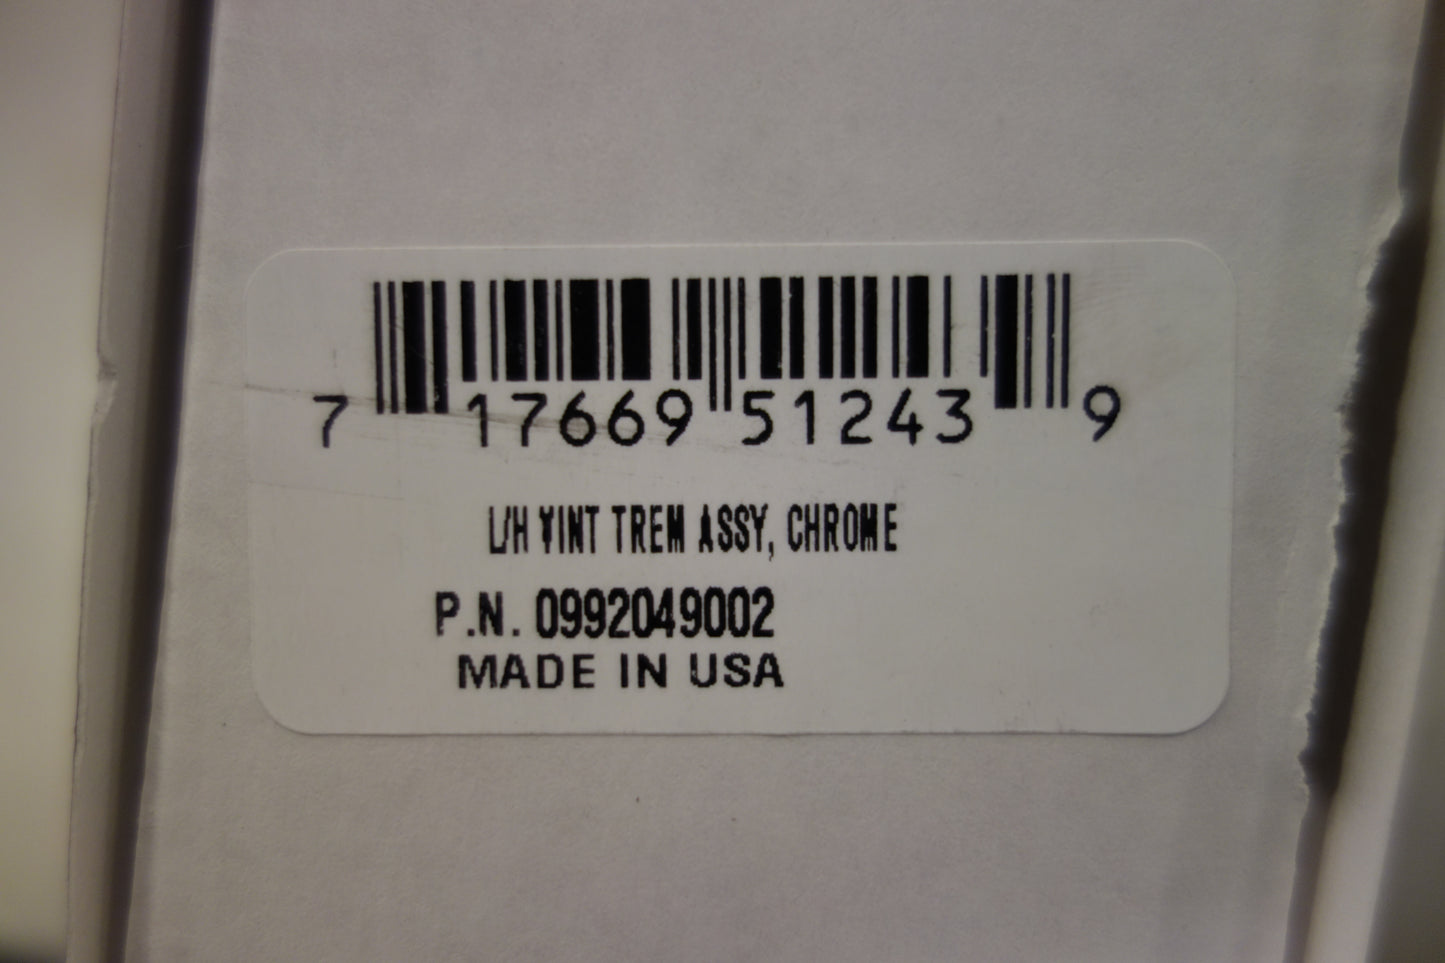 7 17669 51243 9
L/H VINT TREM ASSY, CHROME
P.N. 0992049002
MADE IN USA